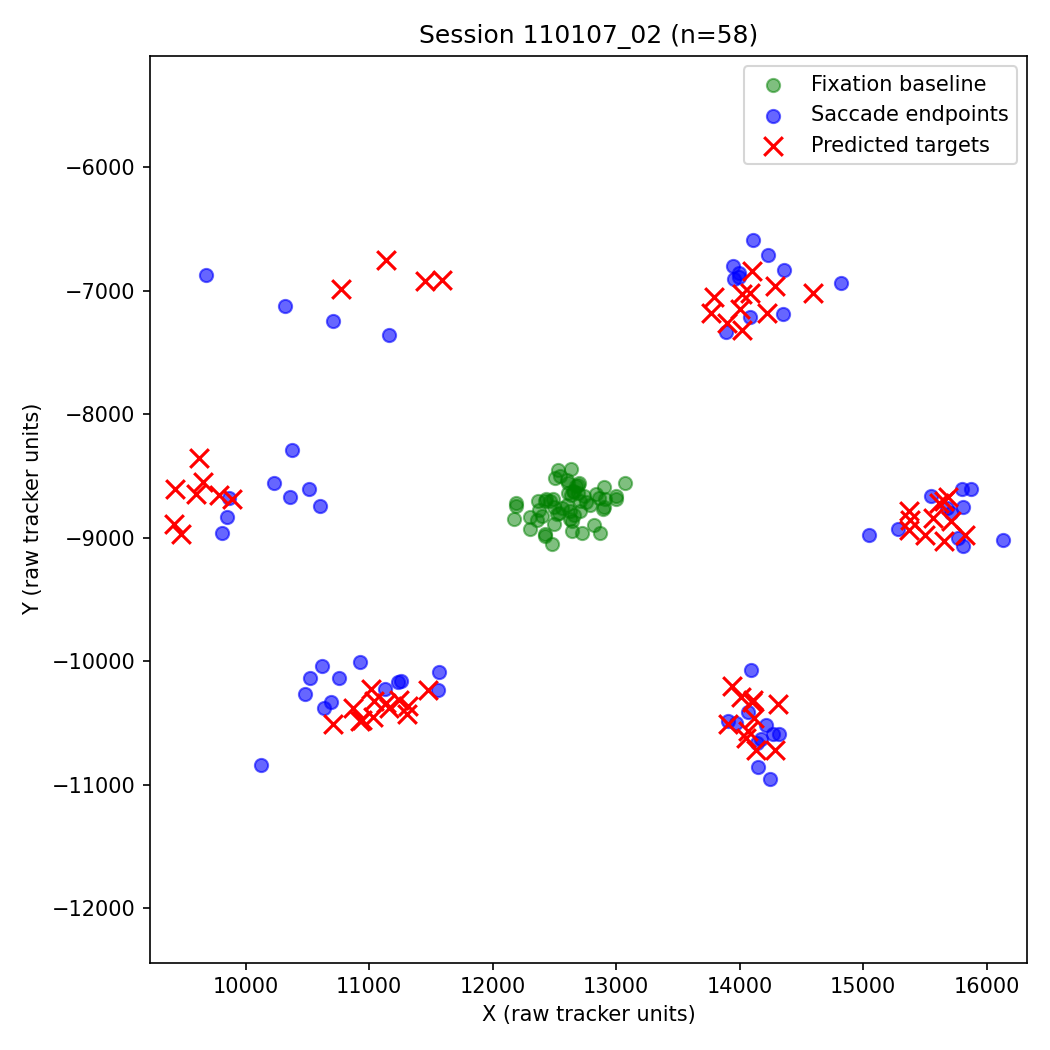 Session 110107_02 (n=58)
Fixation baseline
Saccade endpoints
Predicted targets
−6000
−7000
−8000
−9000
−10000
−11000
−12000
Y (raw tracker units)
10000 11000 12000 13000 14000 15000 16000
X (raw tracker units)